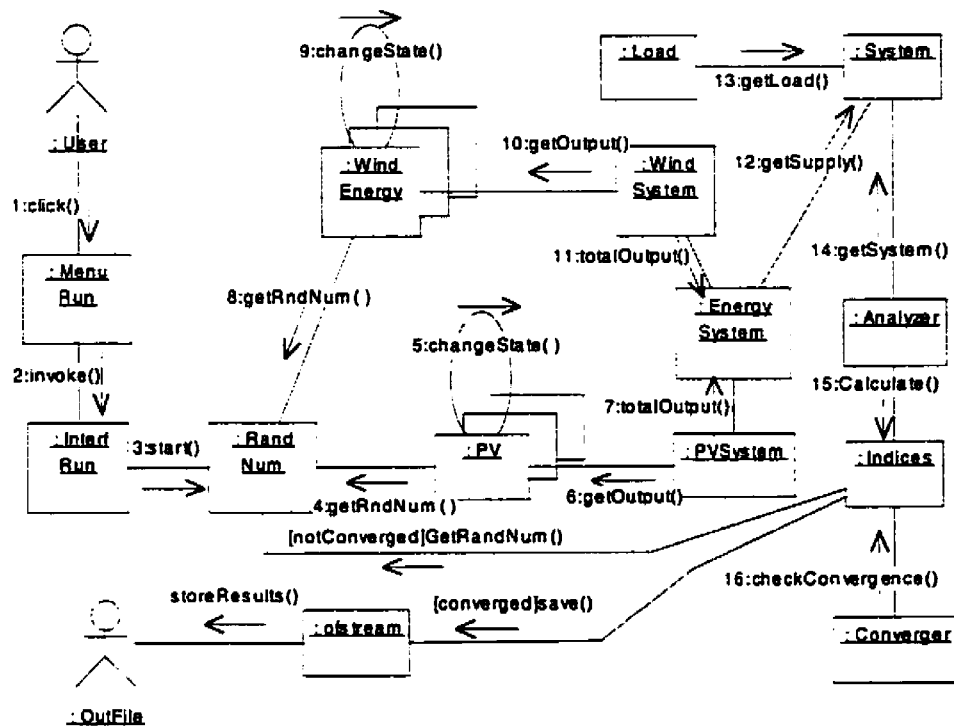 9:changeState()
: Load
: System
13:getLoad()
: User
: Wind
Energy
10:getOutput()
: Wind
System
12:getSupply()
1:click()
: Menu
Run
8:getRndNum()
11:totalOutput()
14:getSystem()
: Energy
System
: Analyzer
5:changeState()
2:invoke()
15:Calculate()
7:totalOutput()
: Interf
Run
3:start()
: Rand
Num
: PV
: PVSystem
: Indices
4:getRndNum()
6:getOutput()
[notConverged]GetRandNum()
16:checkConvergence()
storeResults()
[converged]save()
: ofstream
: Converger
: OutFile